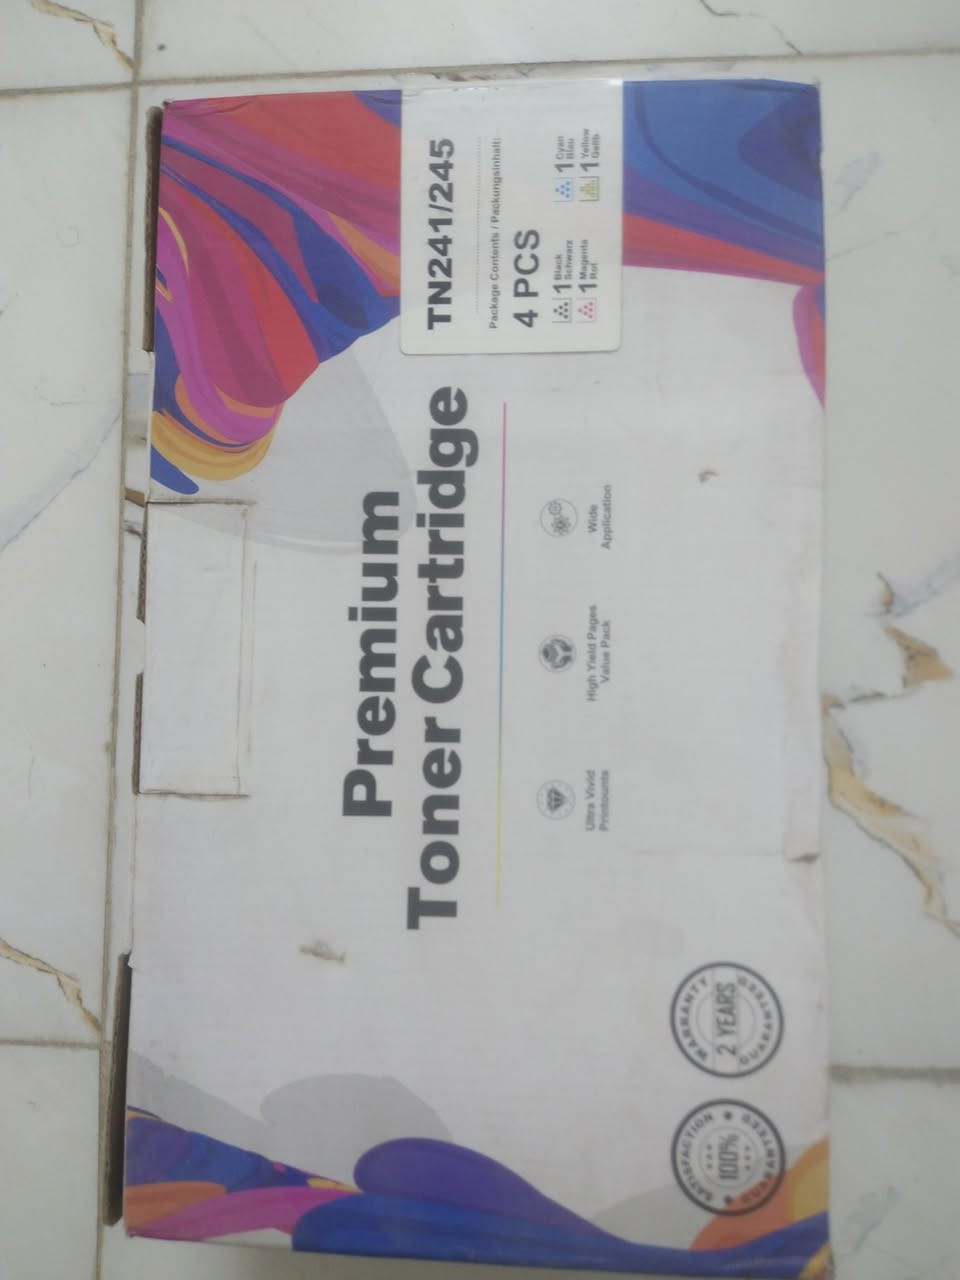 TN241/245
Package Contents / Packungsinhalt:
4 PCS
1 Black
Schwarz
1 Cyan
Blau
1 Magenta
Rot
1 Yellow
Gelb
Premium
Toner Cartridge
Ultra Vivid
Printounts
High Yield Pages
Value Pack
Wide
Application
SATISFACTION
100%
GUARANTEED
WARRANTY
2 YEARS
GUARANTEED